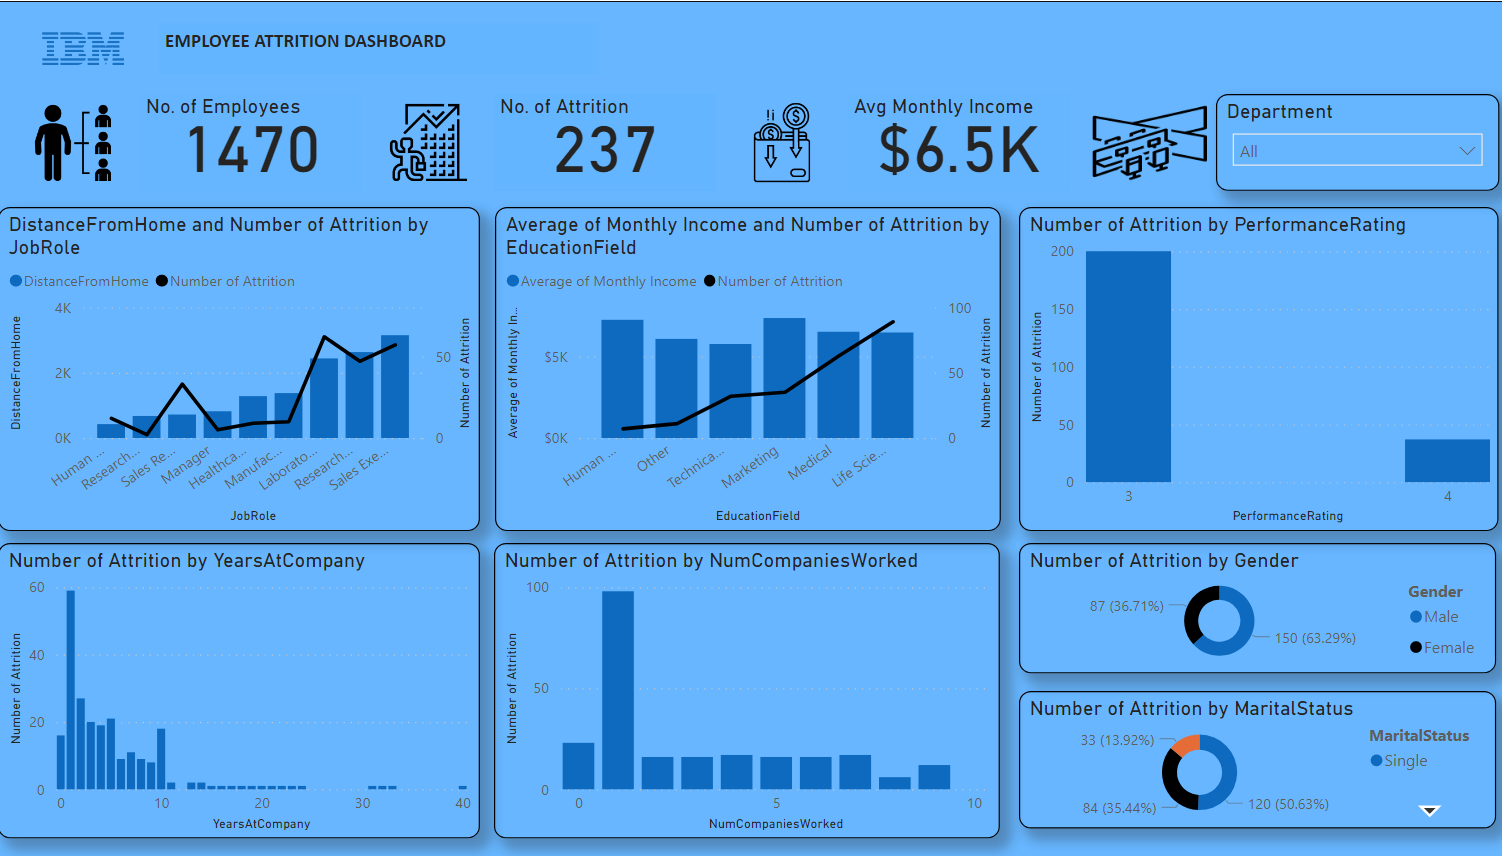 IBM
EMPLOYEE ATTRITION DASHBOARD
No. of Employees
1470
No. of Attrition
237
Avg Monthly Income
$6.5K
Department
All
DistanceFromHome and Number of Attrition by
JobRole
DistanceFromHome Number of Attrition
4K
2K
0K
50
0
DistanceFromHome
Number of Attrition
Human ...
Research...
Sales Re...
Manager
Healthca...
Manufac...
Laborato...
Research...
Sales Exe...
JobRole
Average of Monthly Income and Number of Attrition by
EducationField
Average of Monthly Income Number of Attrition
$5K
$0K
100
50
0
Average of Monthly In...
Number of Attrition
Human ...
Other
Technica...
Marketing
Medical
Life Scie...
EducationField
Number of Attrition by PerformanceRating
200
150
100
50
0
Number of Attrition
3 4
PerformanceRating
Number of Attrition by YearsAtCompany
60
40
20
0
Number of Attrition
0 10 20 30 40
YearsAtCompany
Number of Attrition by NumCompaniesWorked
100
50
0
Number of Attrition
0 5 10
NumCompaniesWorked
Number of Attrition by Gender
87 (36.71%)
150 (63.29%)
Gender
Male
Female
Number of Attrition by MaritalStatus
33 (13.92%)
84 (35.44%)
120 (50.63%)
MaritalStatus
Single